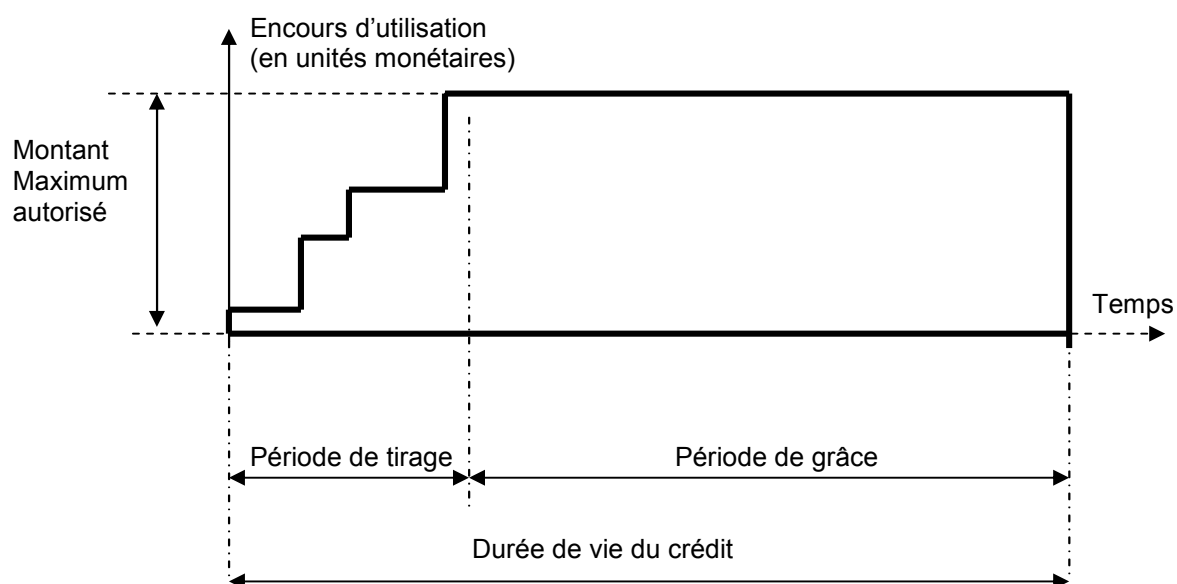 Encours d’utilisation
(en unités monétaires)
Montant
Maximum
autorisé
Temps
Période de tirage
Période de grâce
Durée de vie du crédit